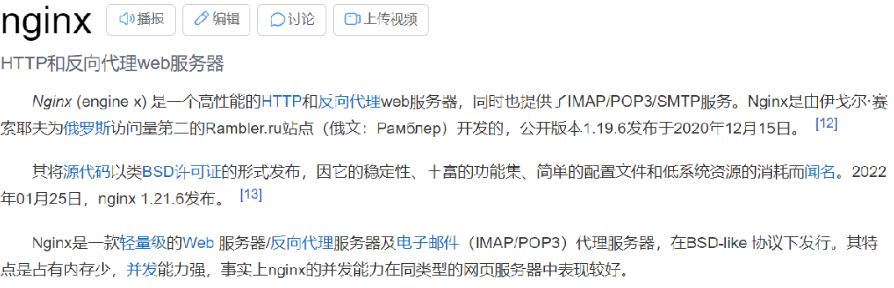 nginx 播报 编辑 讨论 上传视频
HTTP和反向代理web服务器
Nginx (engine x) 是一个高性能的HTTP和反向代理web服务器，同时也提供了IMAP/POP3/SMTP服务。Nginx是由伊戈尔·赛
索耶夫为俄罗斯访问量第二的Rambler.ru站点（俄文：Рамблер）开发的，公开版本1.19.6发布于2020年12月15日。 [12]
其将源代码以类BSD许可证的形式发布，因它的稳定性、丰富的功能集、简单的配置文件和低系统资源的消耗而闻名。2022
年01月25日，nginx 1.21.6发布。 [13]
Nginx是一款轻量级的Web 服务器/反向代理服务器及电子邮件（IMAP/POP3）代理服务器，在BSD-like 协议下发行。其特
点是占有内存少，并发能力强，事实上nginx的并发能力在同类型的网页服务器中表现较好。